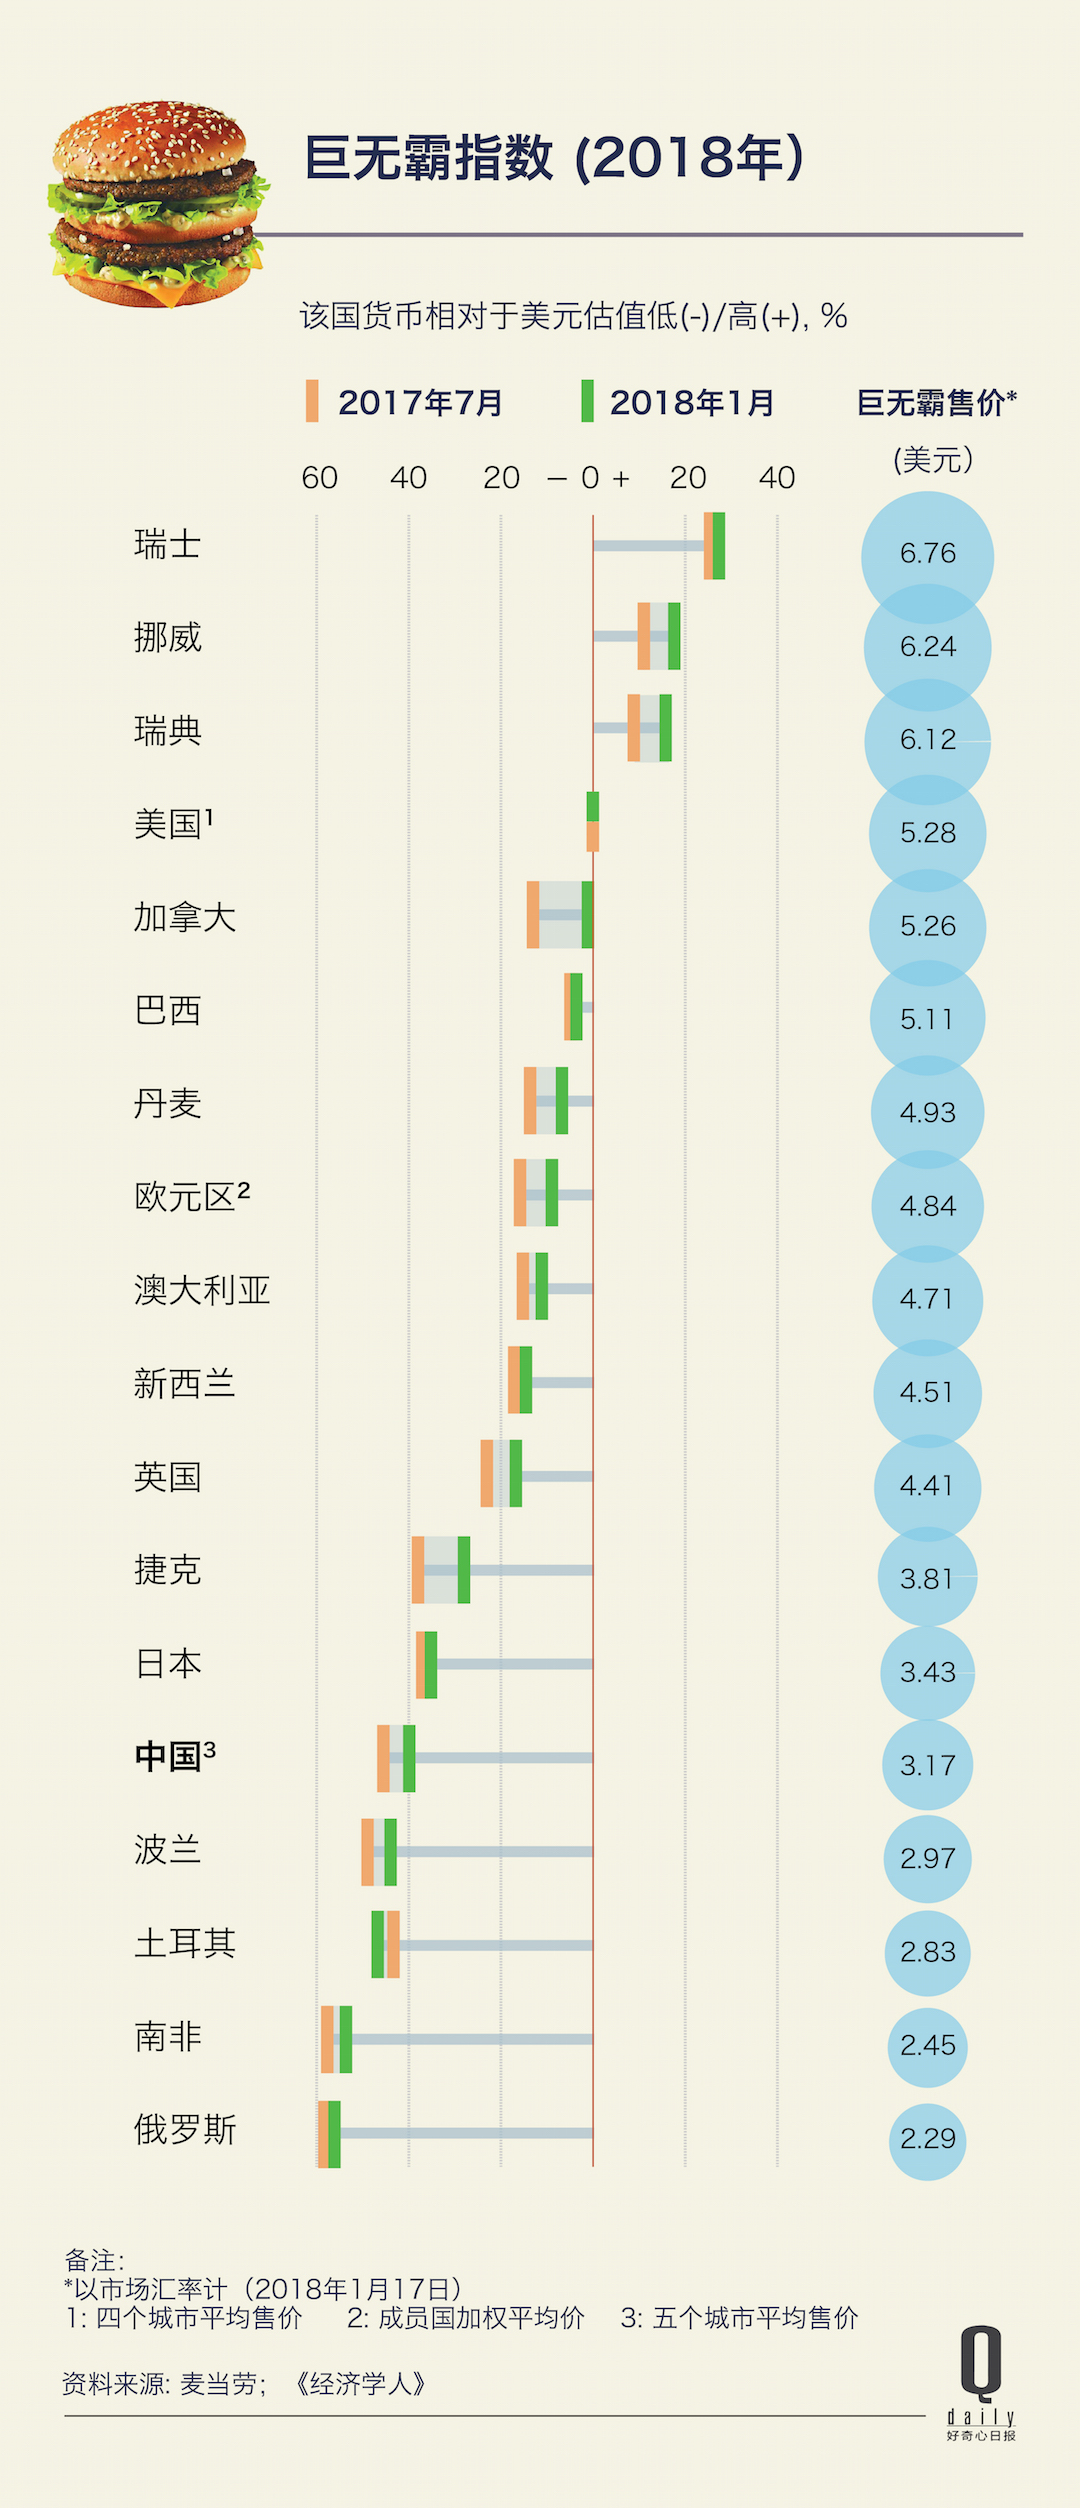 巨无霸指数 (2018年)
该国货币相对于美元估值低(-)/高(+), %
2017年7月 2018年1月 巨无霸售价*
(美元)
60 40 20 − 0 + 20 40
瑞士 6.76
挪威 6.24
瑞典 6.12
美国¹ 5.28
加拿大 5.26
巴西 5.11
丹麦 4.93
欧元区² 4.84
澳大利亚 4.71
新西兰 4.51
英国 4.41
捷克 3.81
日本 3.43
中国³ 3.17
波兰 2.97
土耳其 2.83
南非 2.45
俄罗斯 2.29
备注:
*以市场汇率计（2018年1月17日）
1: 四个城市平均售价 2: 成员国加权平均价 3: 五个城市平均售价
资料来源: 麦当劳; 《经济学人》
Q
daily
好奇心日报